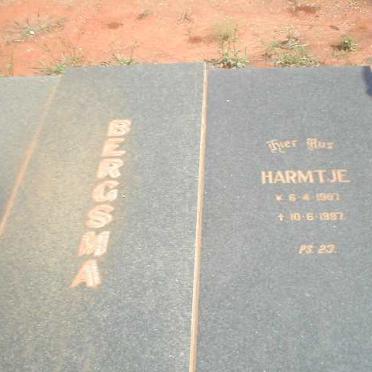 BERGSMA
Hier Rus
HARMTJE
* 6-4-1907
† 10-6-1987
PS. 23.